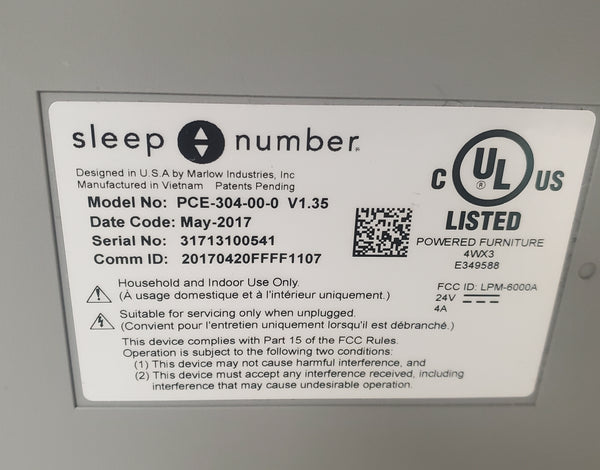 sleep number
Designed in U.S.A by Marlow Industries, Inc
Manufactured in Vietnam Patents Pending
Model No: PCE-304-00-0 V1.35
Date Code: May-2017
Serial No: 31713100541
Comm ID: 20170420FFFF1107
Household and Indoor Use Only.
(À usage domestique et à l'intérieur uniquement.)
Suitable for servicing only when unplugged.
(Convient pour l'entretien uniquement lorsqu'il est débranché.)
This device complies with Part 15 of the FCC Rules.
Operation is subject to the following two conditions:
(1) This device may not cause harmful interference, and
(2) This device must accept any interference received, including
interference that may cause undesirable operation.
C UL® US
LISTED
POWERED FURNITURE
4WX3
E349588
FCC ID: LPM-6000A
24V
4A